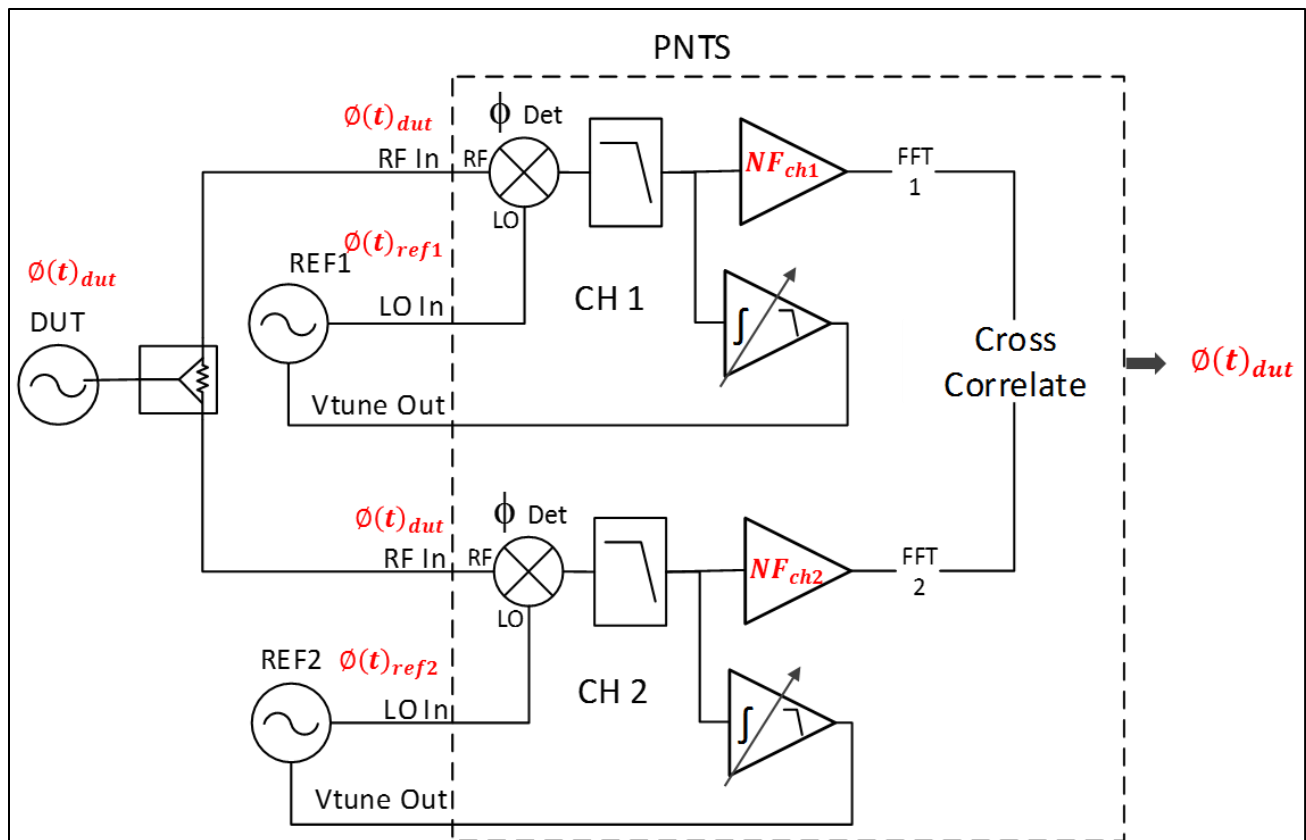 PNTS
Ø(t)dut
ϕ Det
RF In
RF
LO
NFch1
FFT
1
Ø(t)ref1
REF1
LO In
CH 1
∫
Vtune Out
Ø(t)dut
DUT
Cross
Correlate
Ø(t)dut
Ø(t)dut
ϕ Det
RF In
RF
LO
NFch2
FFT
2
REF2 Ø(t)ref2
LO In
CH 2
∫
Vtune Out